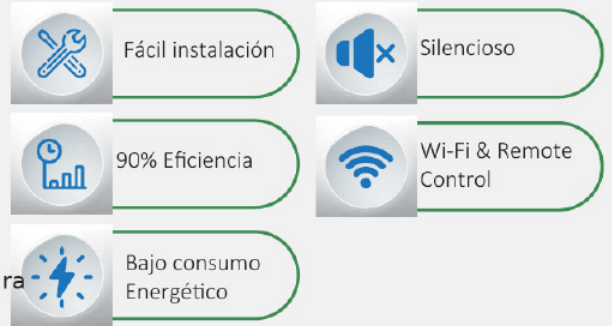 Fácil instalación
Silencioso
90% Eficiencia
Wi-Fi & Remote
Control
ra
Bajo consumo
Energético